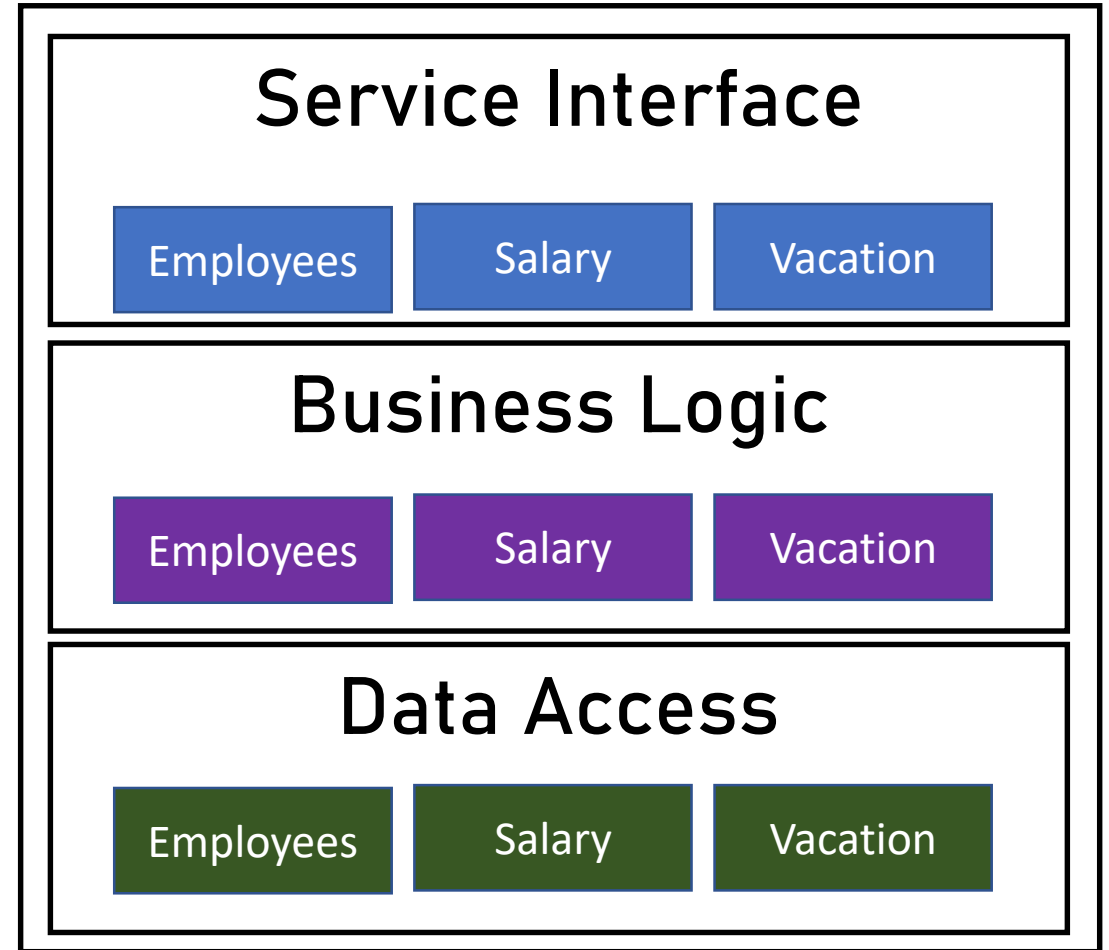 Service Interface
Employees Salary Vacation
Business Logic
Employees Salary Vacation
Data Access
Employees Salary Vacation